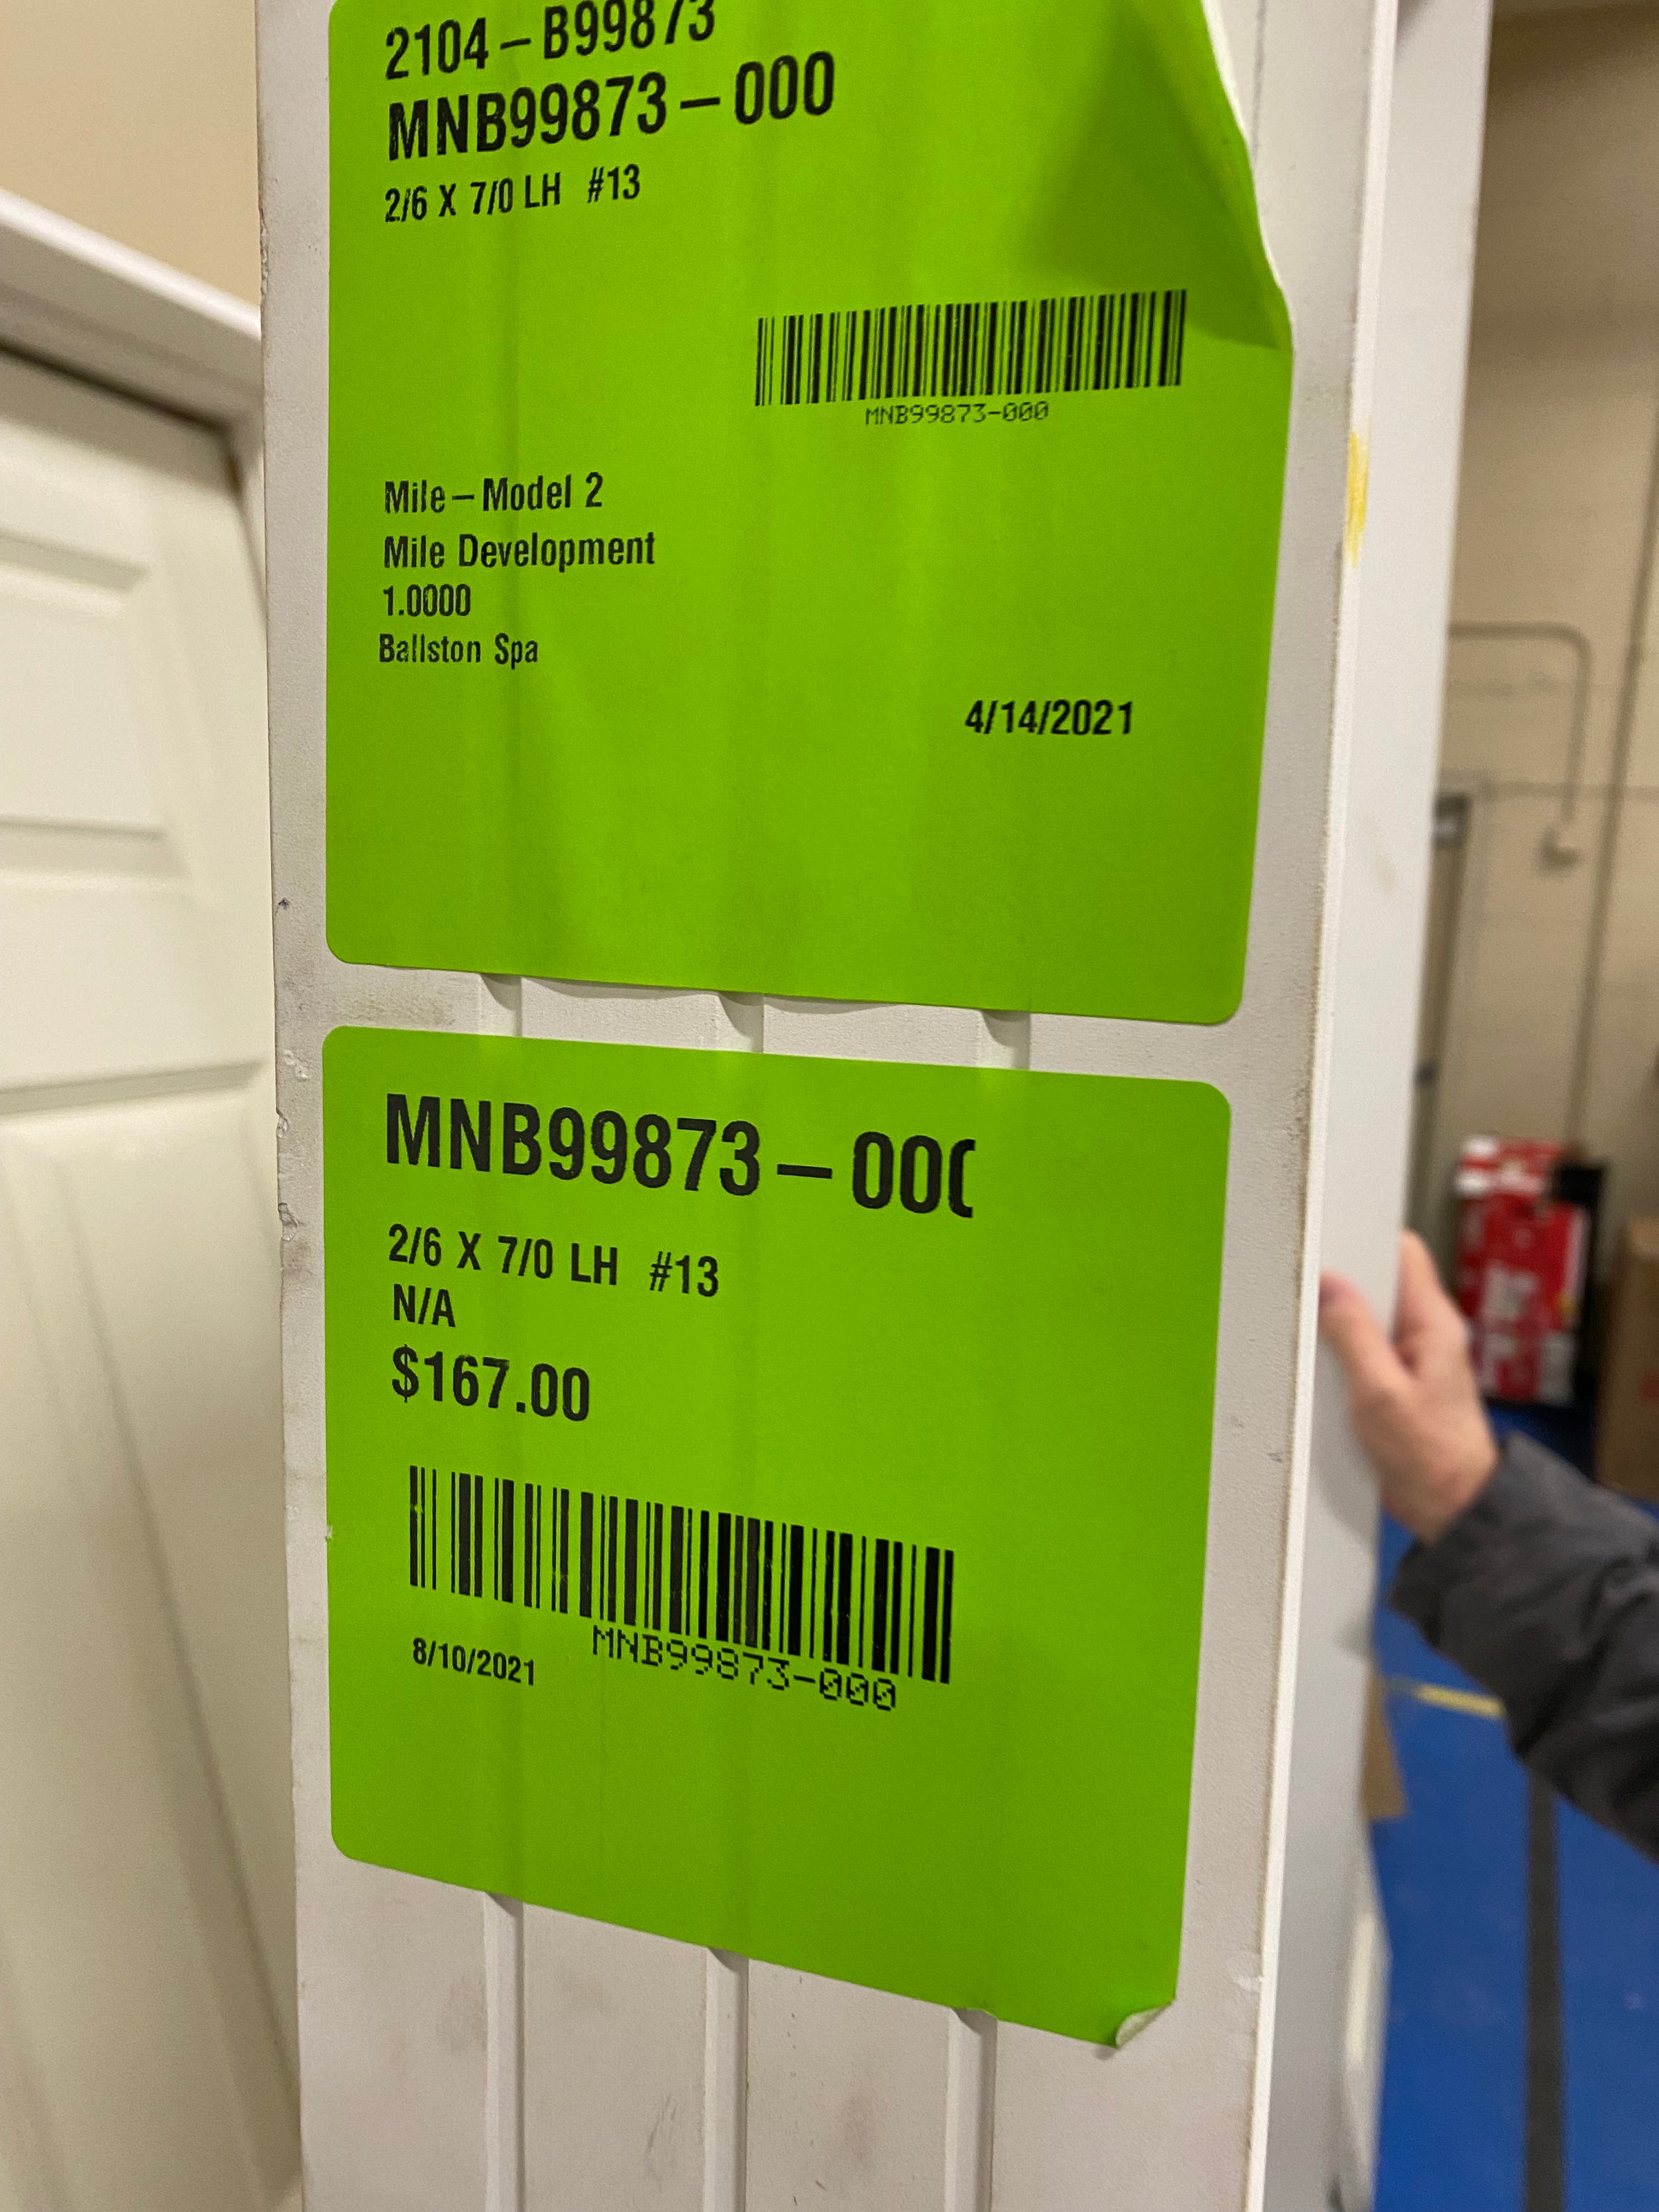 2104 – B99873
MNB99873 – 000
2/6 X 7/0 LH #13
MNB99873-000
Mile – Model 2
Mile Development
1.0000
Ballston Spa
4/14/2021
MNB99873 – 000
2/6 X 7/0 LH #13
N/A
$167.00
MNB99873-000
8/10/2021